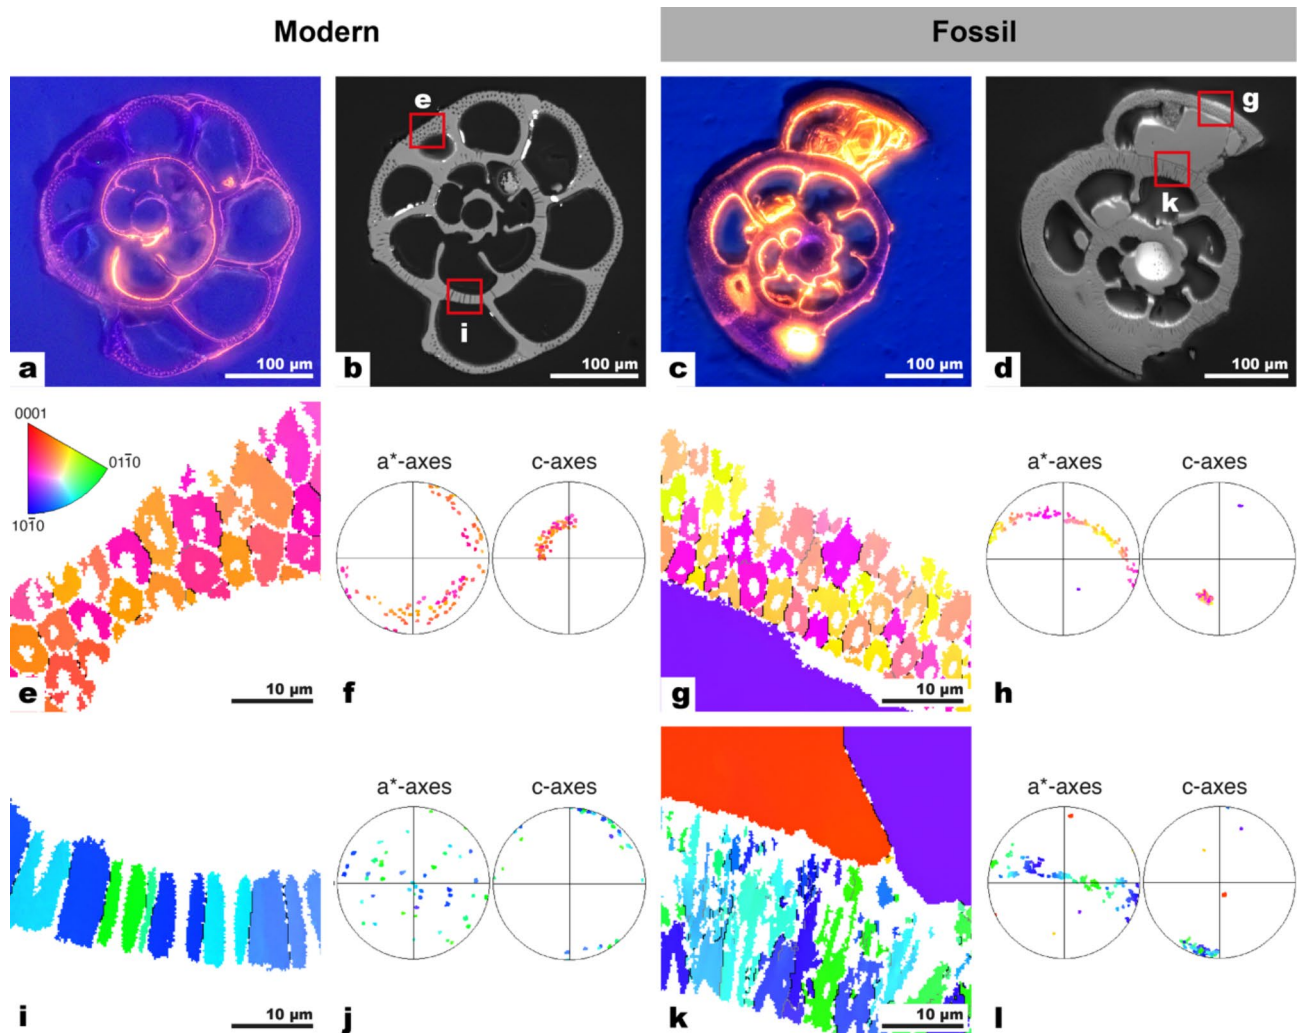 Modern
Fossil
e
g
k
i
100 µm
100 µm
100 µm
100 µm
a
b
c
d
0001
011̅0
101̅0
a*-axes
c-axes
a*-axes
c-axes
10 µm
10 µm
e
f
g
h
a*-axes
c-axes
a*-axes
c-axes
10 µm
10 µm
i
j
k
l